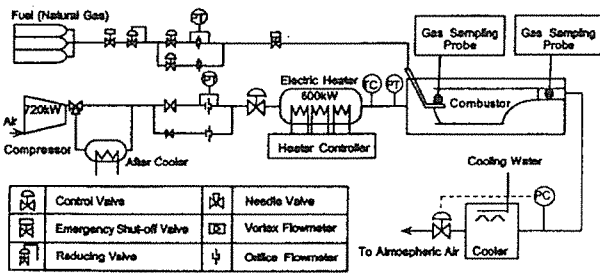 Fuel (Natural Gas)
PT
Gas Sampling
Probe
Gas Sampling
Probe
PT
Electric Heater
600kW
TC
PT
Combustor
720kW
Air
Compressor
After Cooler
Heater Controller
Cooling Water
PC
To Atmospheric Air
Cooler
Control Valve
Needle Valve
Emergency Shut-off Valve
Vortex Flowmeter
Reducing Valve
Orifice Flowmeter